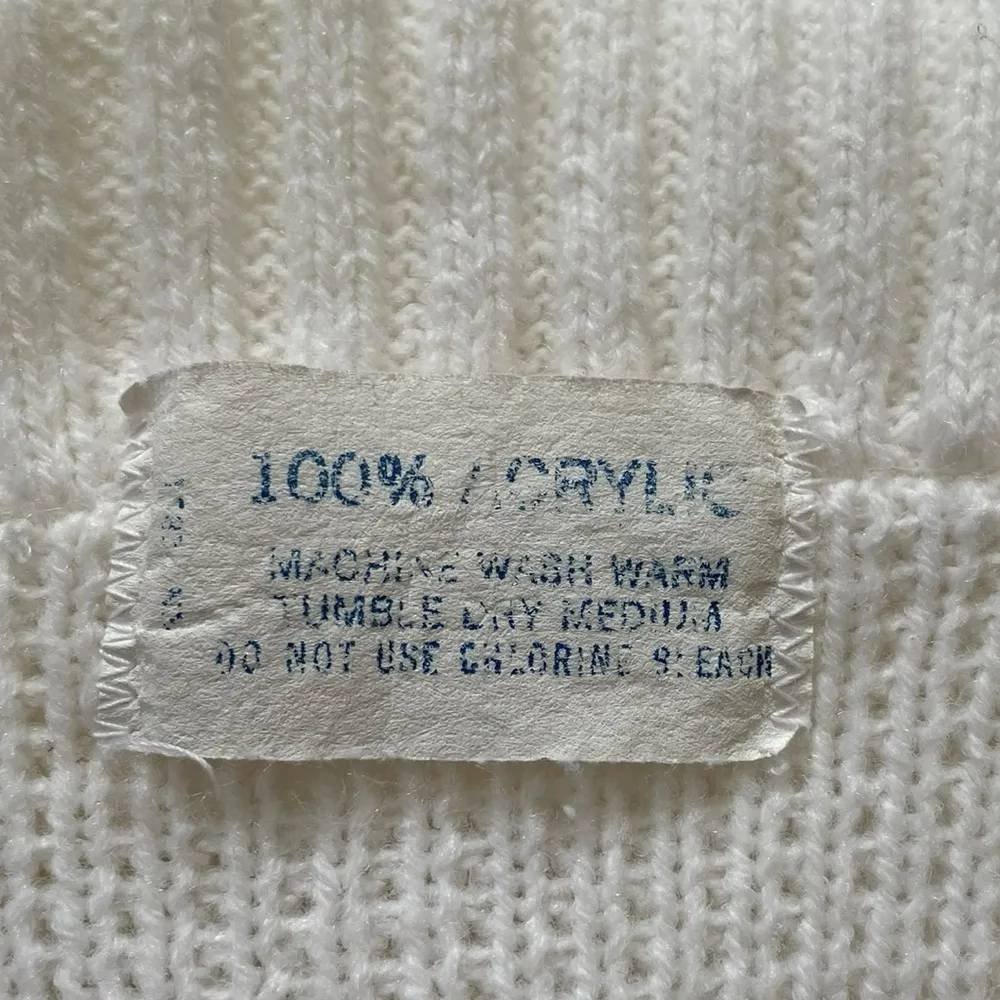 100% ACRYLIC
MACHINE WASH WARM
TUMBLE DRY MEDIUM
DO NOT USE CHLORINE BLEACH